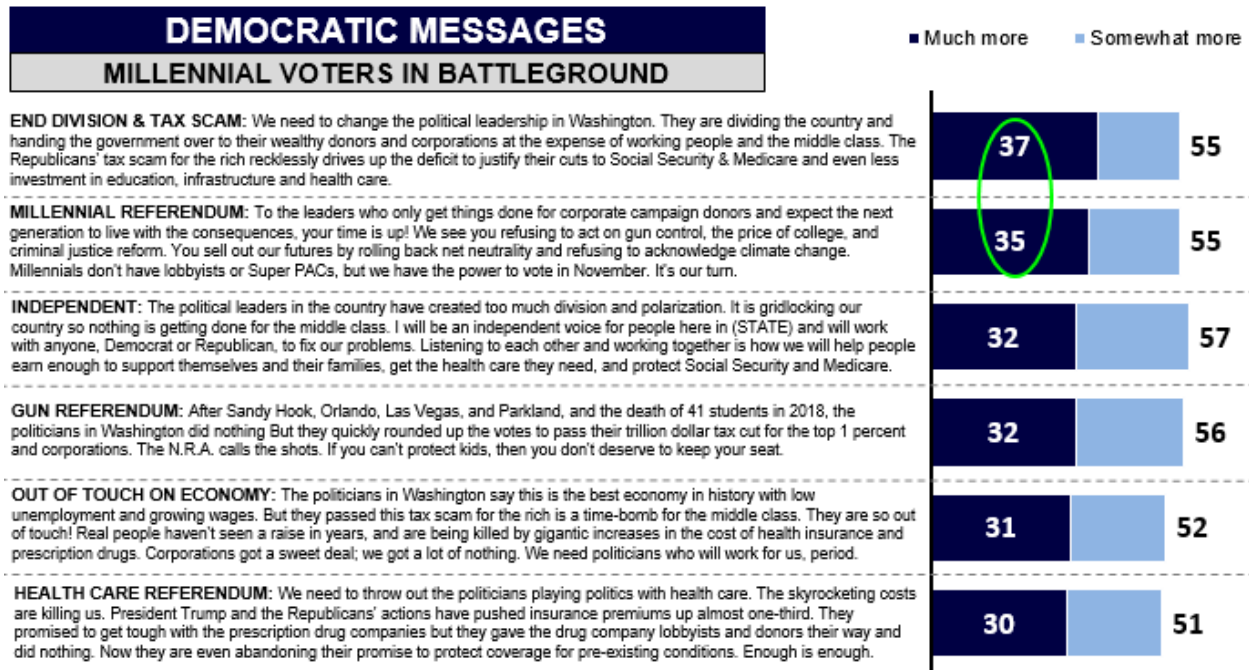 DEMOCRATIC MESSAGES
MILLENNIAL VOTERS IN BATTLEGROUND
Much more
Somewhat more
END DIVISION & TAX SCAM: We need to change the political leadership in Washington. They are dividing the country and
handing the government over to their wealthy donors and corporations at the expense of working people and the middle class. The
Republicans' tax scam for the rich recklessly drives up the deficit to justify their cuts to Social Security & Medicare and even less
investment in education, infrastructure and health care.
37
55
MILLENNIAL REFERENDUM: To the leaders who only get things done for corporate campaign donors and expect the next
generation to live with the consequences, your time is up! We see you refusing to act on gun control, the price of college, and
criminal justice reform. You sell out our futures by rolling back net neutrality and refusing to acknowledge climate change.
Millennials don't have lobbyists or Super PACs, but we have the power to vote in November. It's our turn.
35
55
INDEPENDENT: The political leaders in the country have created too much division and polarization. It is gridlocking our
country so nothing is getting done for the middle class. I will be an independent voice for people here in (STATE) and will work
with anyone, Democrat or Republican, to fix our problems. Listening to each other and working together is how we will help people
earn enough to support themselves and their families, get the health care they need, and protect Social Security and Medicare.
32
57
GUN REFERENDUM: After Sandy Hook, Orlando, Las Vegas, and Parkland, and the death of 41 students in 2018, the
politicians in Washington did nothing But they quickly rounded up the votes to pass their trillion dollar tax cut for the top 1 percent
and corporations. The N.R.A. calls the shots. If you can't protect kids, then you don't deserve to keep your seat.
32
56
OUT OF TOUCH ON ECONOMY: The politicians in Washington say this is the best economy in history with low
unemployment and growing wages. But they passed this tax scam for the rich is a time-bomb for the middle class. They are so out
of touch! Real people haven't seen a raise in years, and are being killed by gigantic increases in the cost of health insurance and
prescription drugs. Corporations got a sweet deal; we got a lot of nothing. We need politicians who will work for us, period.
31
52
HEALTH CARE REFERENDUM: We need to throw out the politicians playing politics with health care. The skyrocketing costs
are killing us. President Trump and the Republicans' actions have pushed insurance premiums up almost one-third. They
promised to get tough with the prescription drug companies but they gave the drug company lobbyists and donors their way and
did nothing. Now they are even abandoning their promise to protect coverage for pre-existing conditions. Enough is enough.
30
51